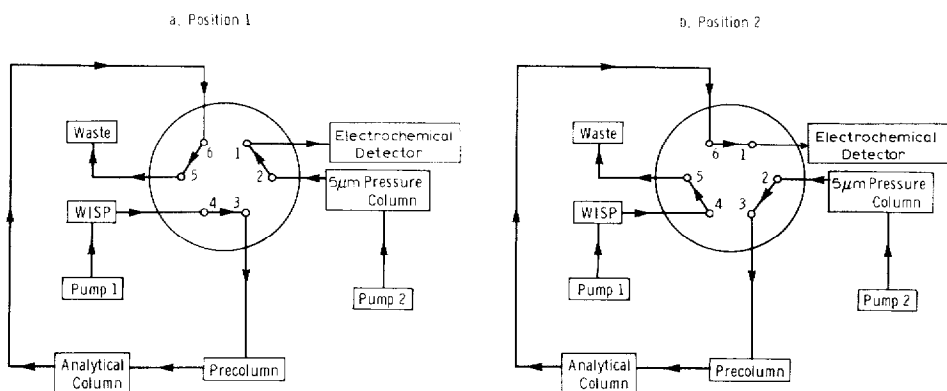 a. Position 1
Waste
6
1
Electrochemical
Detector
5
2
5μm Pressure
Column
WISP
4
3
Pump 1
Pump 2
Analytical
Column
Precolumn
b. Position 2
Waste
6
1
Electrochemical
Detector
5
2
5μm Pressure
Column
WISP
4
3
Pump 1
Pump 2
Analytical
Column
Precolumn